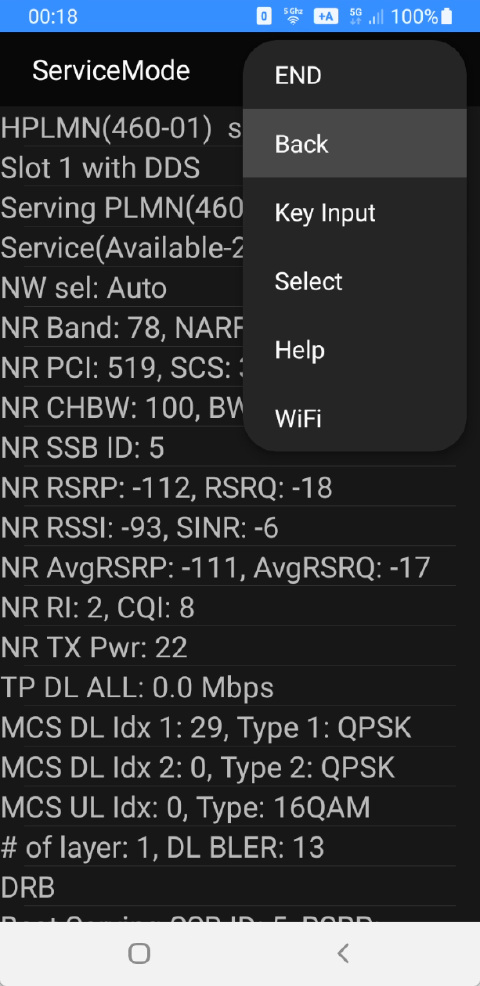 00:18
0
5 Ghz
+A
5G
100%
ServiceMode
END
Back
Key Input
Select
Help
WiFi
HPLMN(460-01) s
Slot 1 with DDS
Serving PLMN(460
Service(Available-2
NW sel: Auto
NR Band: 78,
NR PCI: 519, SCS:
NR CHBW: 100, BW
NR SSB ID: 5
NR RSRP: -112, RSRQ: -18
NR RSSI: -93, SINR: -6
NR AvgRSRP: -111, AvgRSRQ: -17
NR RI: 2, CQI: 8
NR TX Pwr: 22
TP DL ALL: 0.0 Mbps
MCS DL Idx 1: 29, Type 1: QPSK
MCS DL Idx 2: 0, Type 2: QPSK
MCS UL Idx: 0, Type: 16QAM
# of layer: 1, DL BLER: 13
DRB